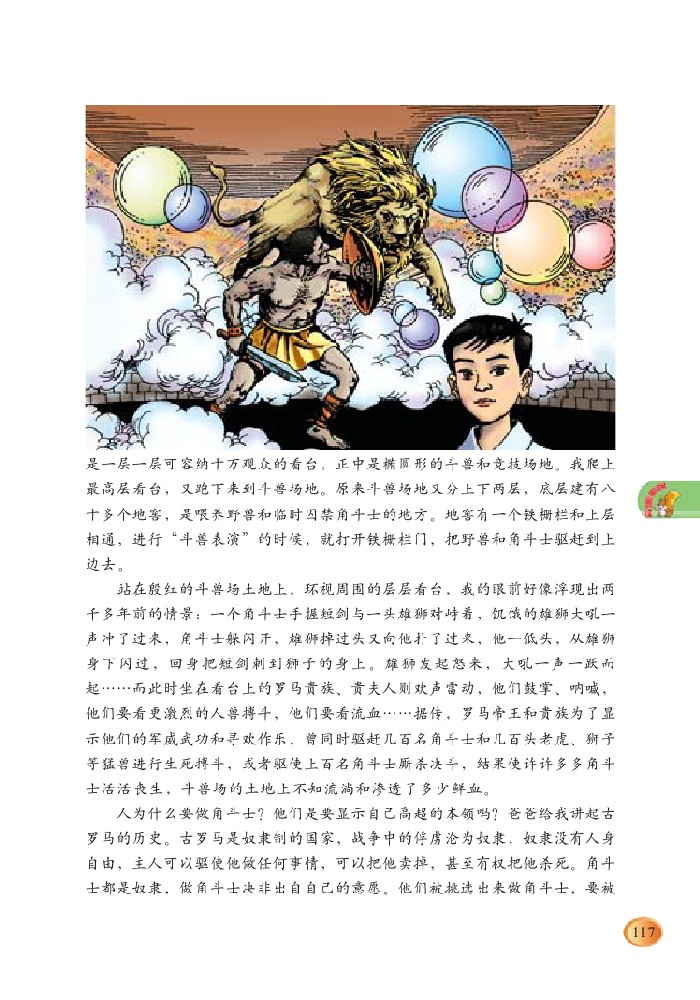 是一层一层可容纳十万观众的看台，正中是椭圆形的斗兽和竞技场地。我爬上
最高层看台，又跑下来到斗兽场地。原来斗兽场地又分上下两层，底层建有八
十多个地窖，是喂养野兽和临时囚禁角斗士的地方。地窖有一个铁栅栏和上层
相通，进行“斗兽表演”的时候，就打开铁栅栏门，把野兽和角斗士驱赶到上
边去。
站在殷红的斗兽场土地上，环视周围的层层看台，我的眼前好像浮现出两
千多年前的情景：一个角斗士手握短剑与一头雄狮对峙着，饥饿的雄狮大吼一
声冲了过来，角斗士躲闪开，雄狮掉过头又向他扑了过来，他一低头，从雄狮
身下闪过，回身把短剑刺到狮子的身上。雄狮发起怒来，大吼一声一跃而
起……而此时坐在看台上的罗马贵族、贵夫人则欢声雷动，他们鼓掌、呐喊，
他们要看更激烈的人兽搏斗，他们要看流血……据传，罗马帝王和贵族为了显
示他们的军威武功和寻欢作乐，曾同时驱赶几百名角斗士和几百头老虎、狮子
等猛兽进行生死搏斗，或者驱使上百名角斗士厮杀决斗，结果使许许多多角斗
士活活丧生，斗兽场的土地上不知流淌和渗透了多少鲜血。
人为什么要做角斗士？他们是要显示自己高超的本领吗？爸爸给我讲起古
罗马的历史。古罗马是奴隶制的国家，战争中的俘虏沦为奴隶，奴隶没有人身
自由，主人可以驱使他做任何事情，可以把他卖掉，甚至有权把他杀死。角斗
士都是奴隶，做角斗士决非出自自己的意愿。他们被挑选出来做角斗士，要被
117